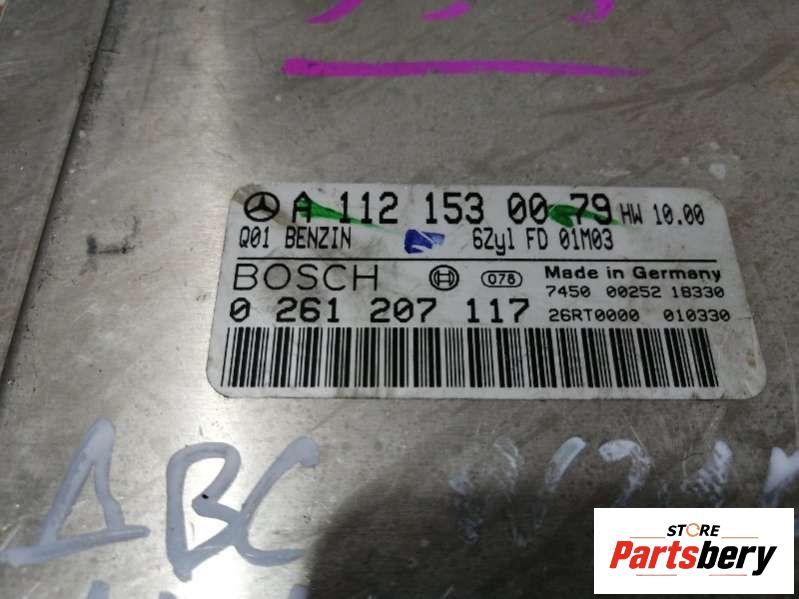 A 112 153 00 79 HW 10.00
Q01 BENZIN 6Zyl FD 01M03
BOSCH 076 Made in Germany
7450 00252 18330
0 261 207 117 26RT0000 010330
ABC
STORE
Partsbery